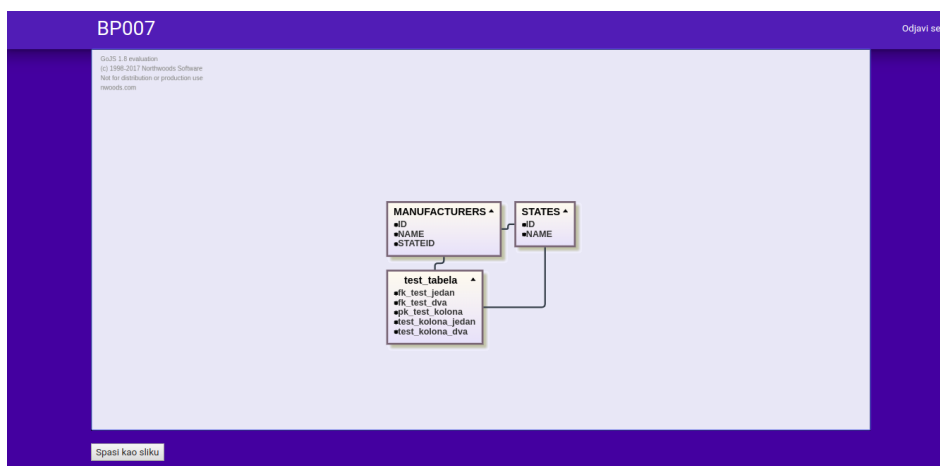 BP007
Odjavi se
GoJS 1.8 evaluation
(c) 1998-2017 Northwoods Software
Not for distribution or production use
nwoods.com
MANUFACTURERS
ID
NAME
STATEID
STATES
ID
NAME
test_tabela
fk_test_jedan
fk_test_dva
pk_test_kolona
test_kolona_jedan
test_kolona_dva
Spasi kao sliku